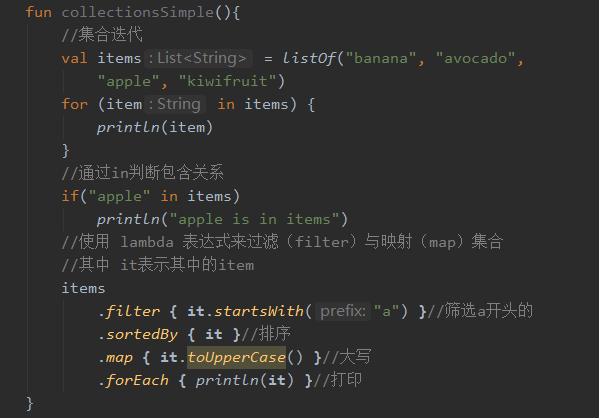 fun collectionsSimple(){
//集合迭代
val items: List<String> = listOf("banana", "avocado",
"apple", "kiwifruit")
for (item: String in items) {
println(item)
}
//通过in判断包含关系
if("apple" in items)
println("apple is in items")
//使用 lambda 表达式来过滤（filter）与映射（map）集合
//其中 it表示其中的item
items
.filter { it.startsWith( prefix: "a") }//筛选a开头的
.sortedBy { it }//排序
.map { it.toUpperCase() }//大写
.forEach { println(it) }//打印
}